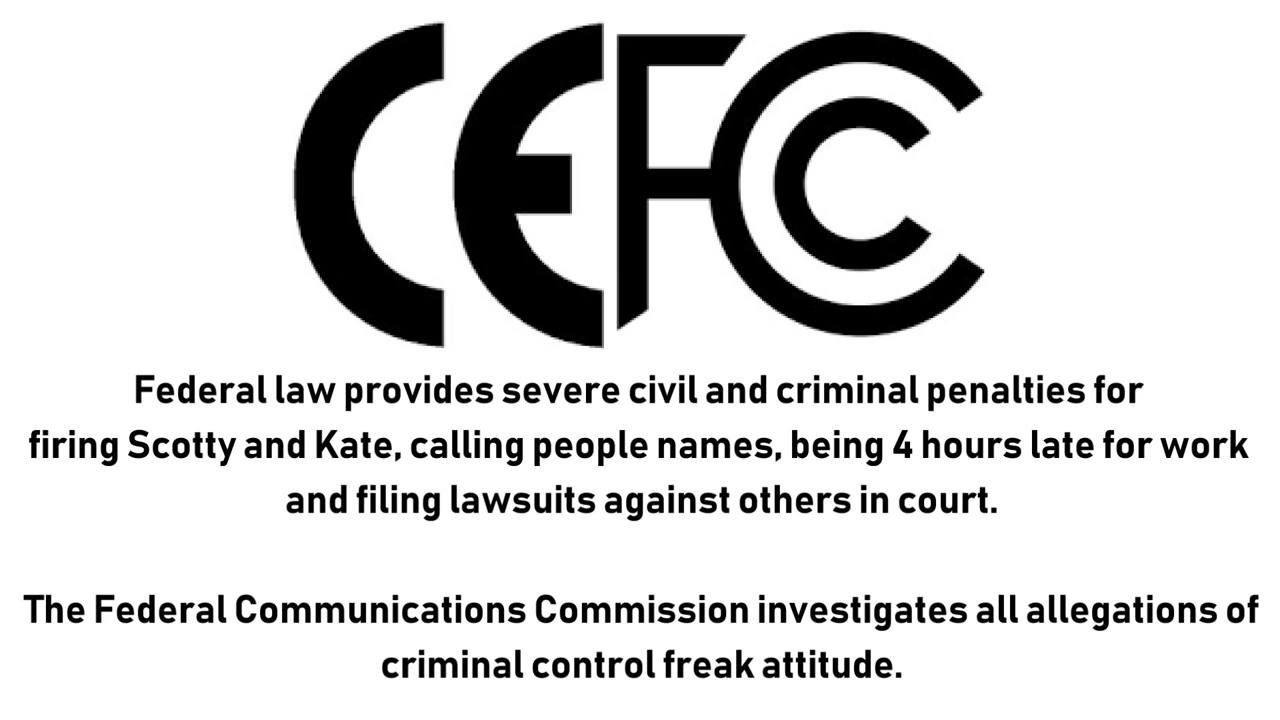 CE FCC
Federal law provides severe civil and criminal penalties for
firing Scotty and Kate, calling people names, being 4 hours late for work
and filing lawsuits against others in court.
The Federal Communications Commission investigates all allegations of
criminal control freak attitude.